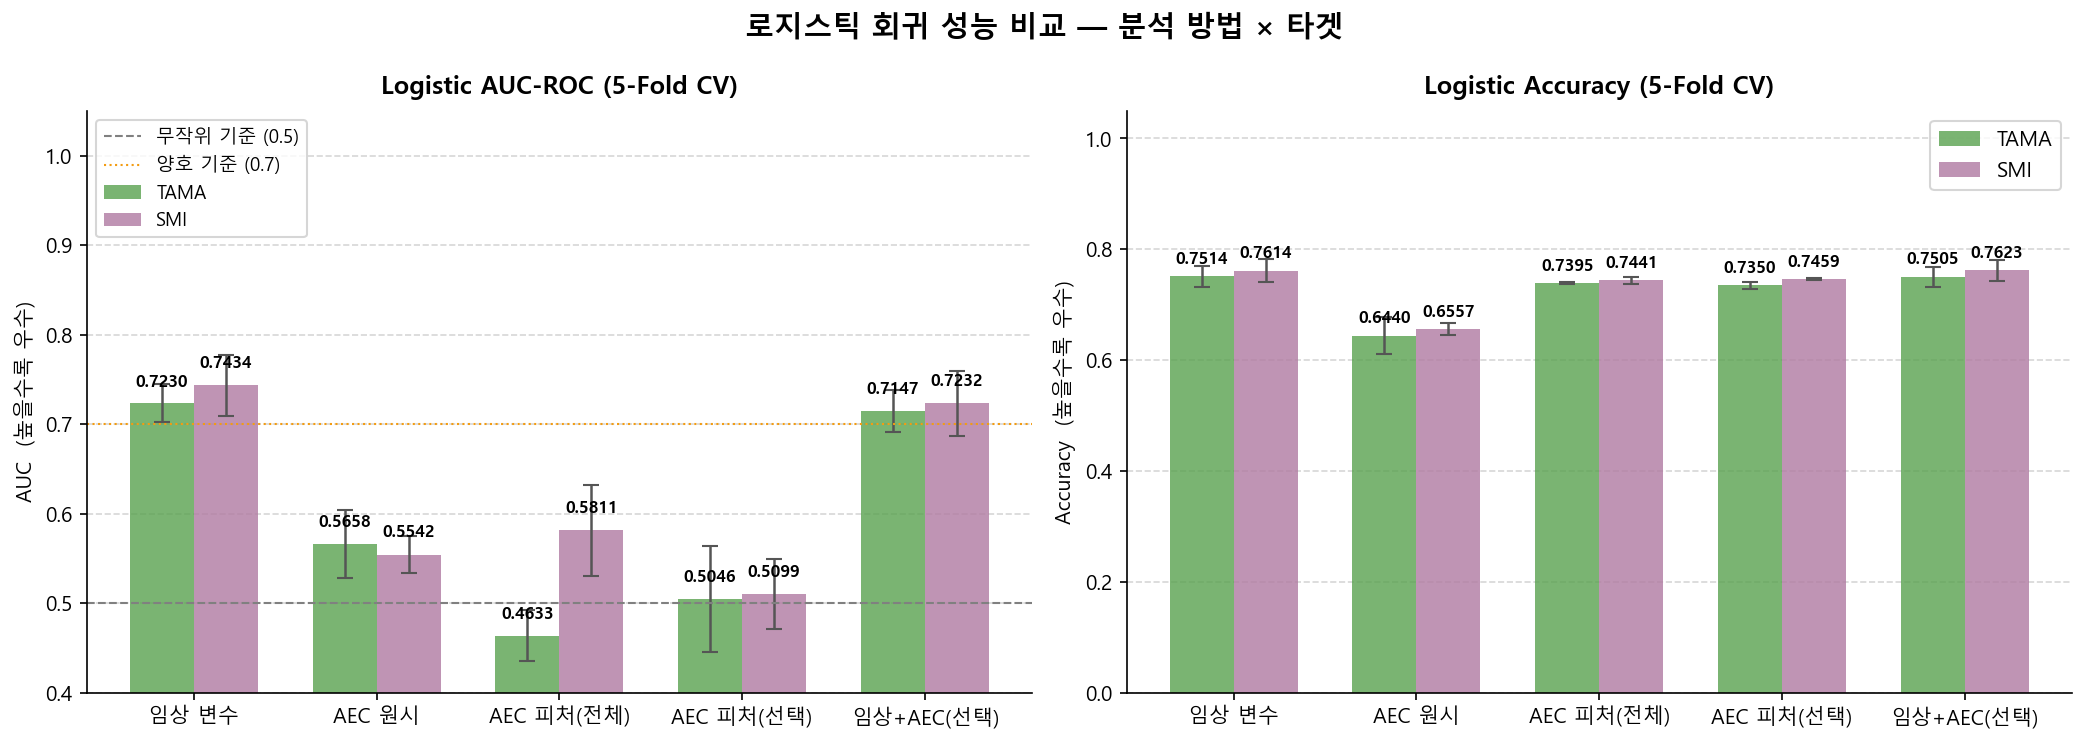 로지스틱 회귀 성능 비교 — 분석 방법 × 타겟
Logistic AUC-ROC (5-Fold CV)
AUC (높을수록 우수)
1.0
0.9
0.8
0.7
0.6
0.5
0.4
무작위 기준 (0.5)
양호 기준 (0.7)
TAMA
SMI
0.7230
0.7434
0.5658
0.5542
0.4633
0.5811
0.5046
0.5099
0.7147
0.7232
임상 변수
AEC 원시
AEC 피처(전체)
AEC 피처(선택)
임상+AEC(선택)
Logistic Accuracy (5-Fold CV)
Accuracy (높을수록 우수)
1.0
0.8
0.6
0.4
0.2
0.0
TAMA
SMI
0.7514
0.7614
0.6440
0.6557
0.7395
0.7441
0.7350
0.7459
0.7505
0.7623
임상 변수
AEC 원시
AEC 피처(전체)
AEC 피처(선택)
임상+AEC(선택)